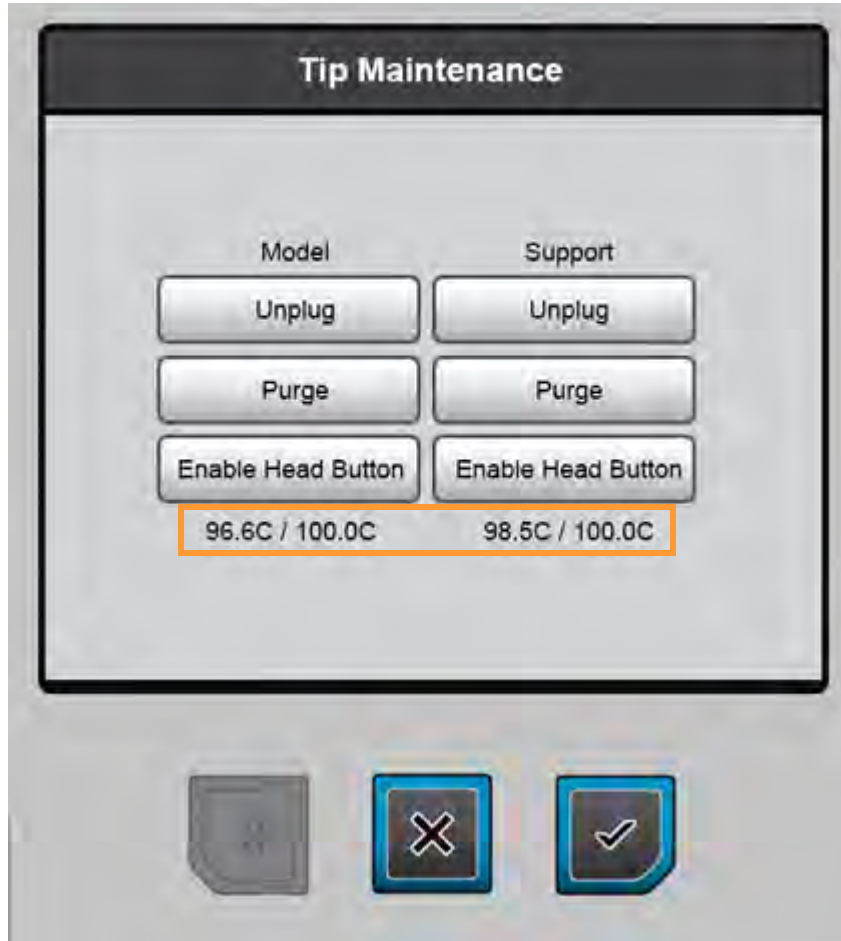 Tip Maintenance
Model Support
Unplug Unplug
Purge Purge
Enable Head Button Enable Head Button
96.6C / 100.0C 98.5C / 100.0C